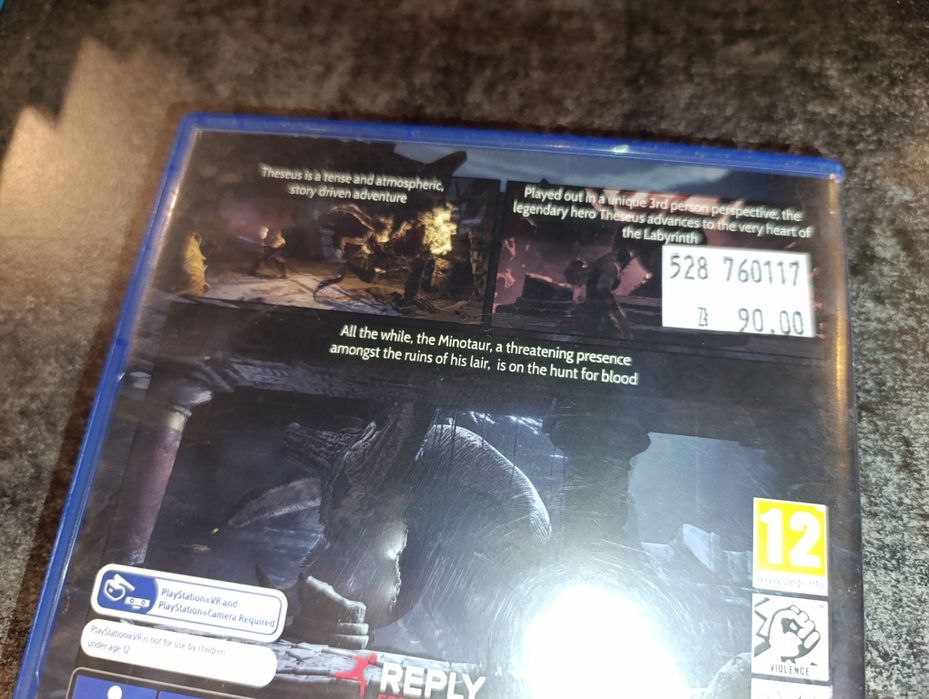 Theseus is a tense and atmospheric,
story driven adventure
Played out in a unique 3rd person perspective, the
legendary hero Theseus advances to the very heart of
the Labyrinth
528 760117
zł 90.00
All the while, the Minotaur, a threatening presence
amongst the ruins of his lair, is on the hunt for blood
12
www.pegi.info
VIOLENCE
PlayStation®VR and
PlayStation®Camera Required
PlayStation®VR is not for use by children
under age 12
REPLY